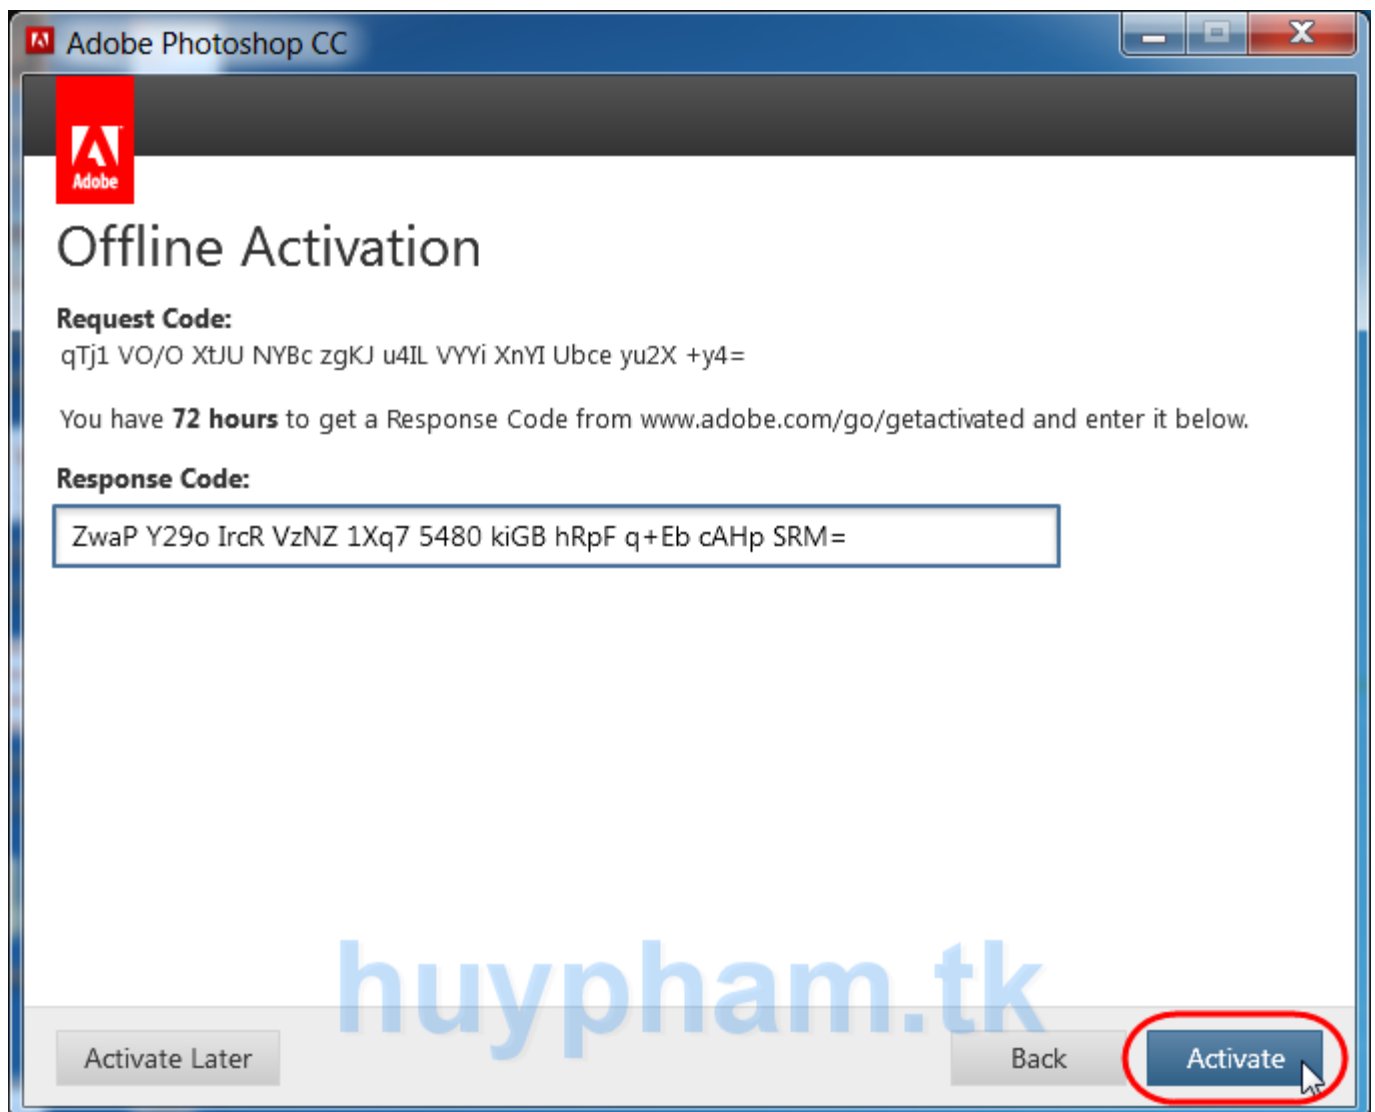 Adobe Photoshop CC
Adobe
Offline Activation
Request Code:
qTj1 VO/O XtJU NYBc zgKJ u4IL VYYi XnYI Ubce yu2X +y4=
You have 72 hours to get a Response Code from www.adobe.com/go/getactivated and enter it below.
Response Code:
ZwaP Y29o IrcR VzNZ 1Xq7 5480 kiGB hRpF q+Eb cAHp SRM=
huypham.tk
Activate Later
Back
Activate